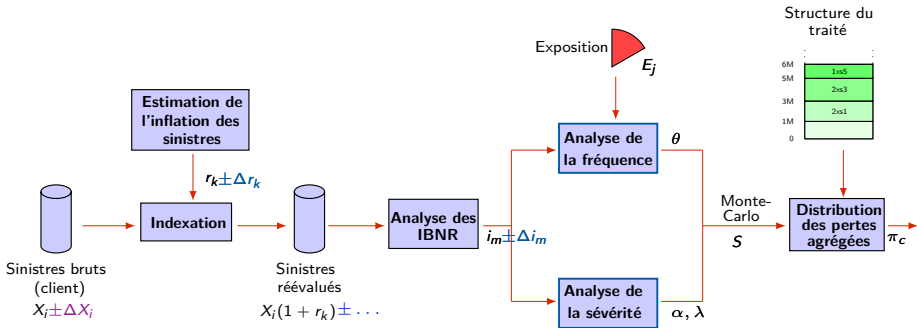 Structure du
traité
6M
5M
3M
1M
0
1xs5
2xs3
2xs1
Exposition
E_j
Estimation de
l'inflation des
sinistres
r_k±Δr_k
Analyse de
la fréquence
θ
Indexation
Analyse des
IBNR
i_m±Δi_m
Monte-
Carlo
S
Distribution
des pertes
agrégées
π_c
Sinistres bruts
(client)
X_i±ΔX_i
Sinistres
réévalués
X_i(1 + r_k)± . . .
Analyse de
la sévérité
α, λ